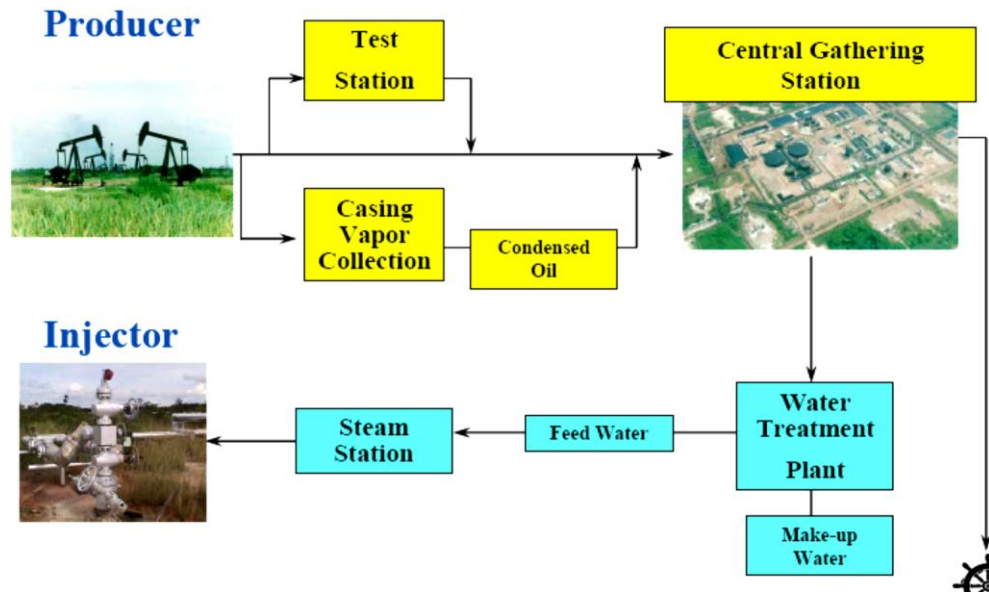 Producer
Test
Station
Central Gathering
Station
Casing
Vapor
Collection
Condensed
Oil
Injector
Steam
Station
Feed Water
Water
Treatment
Plant
Make-up
Water